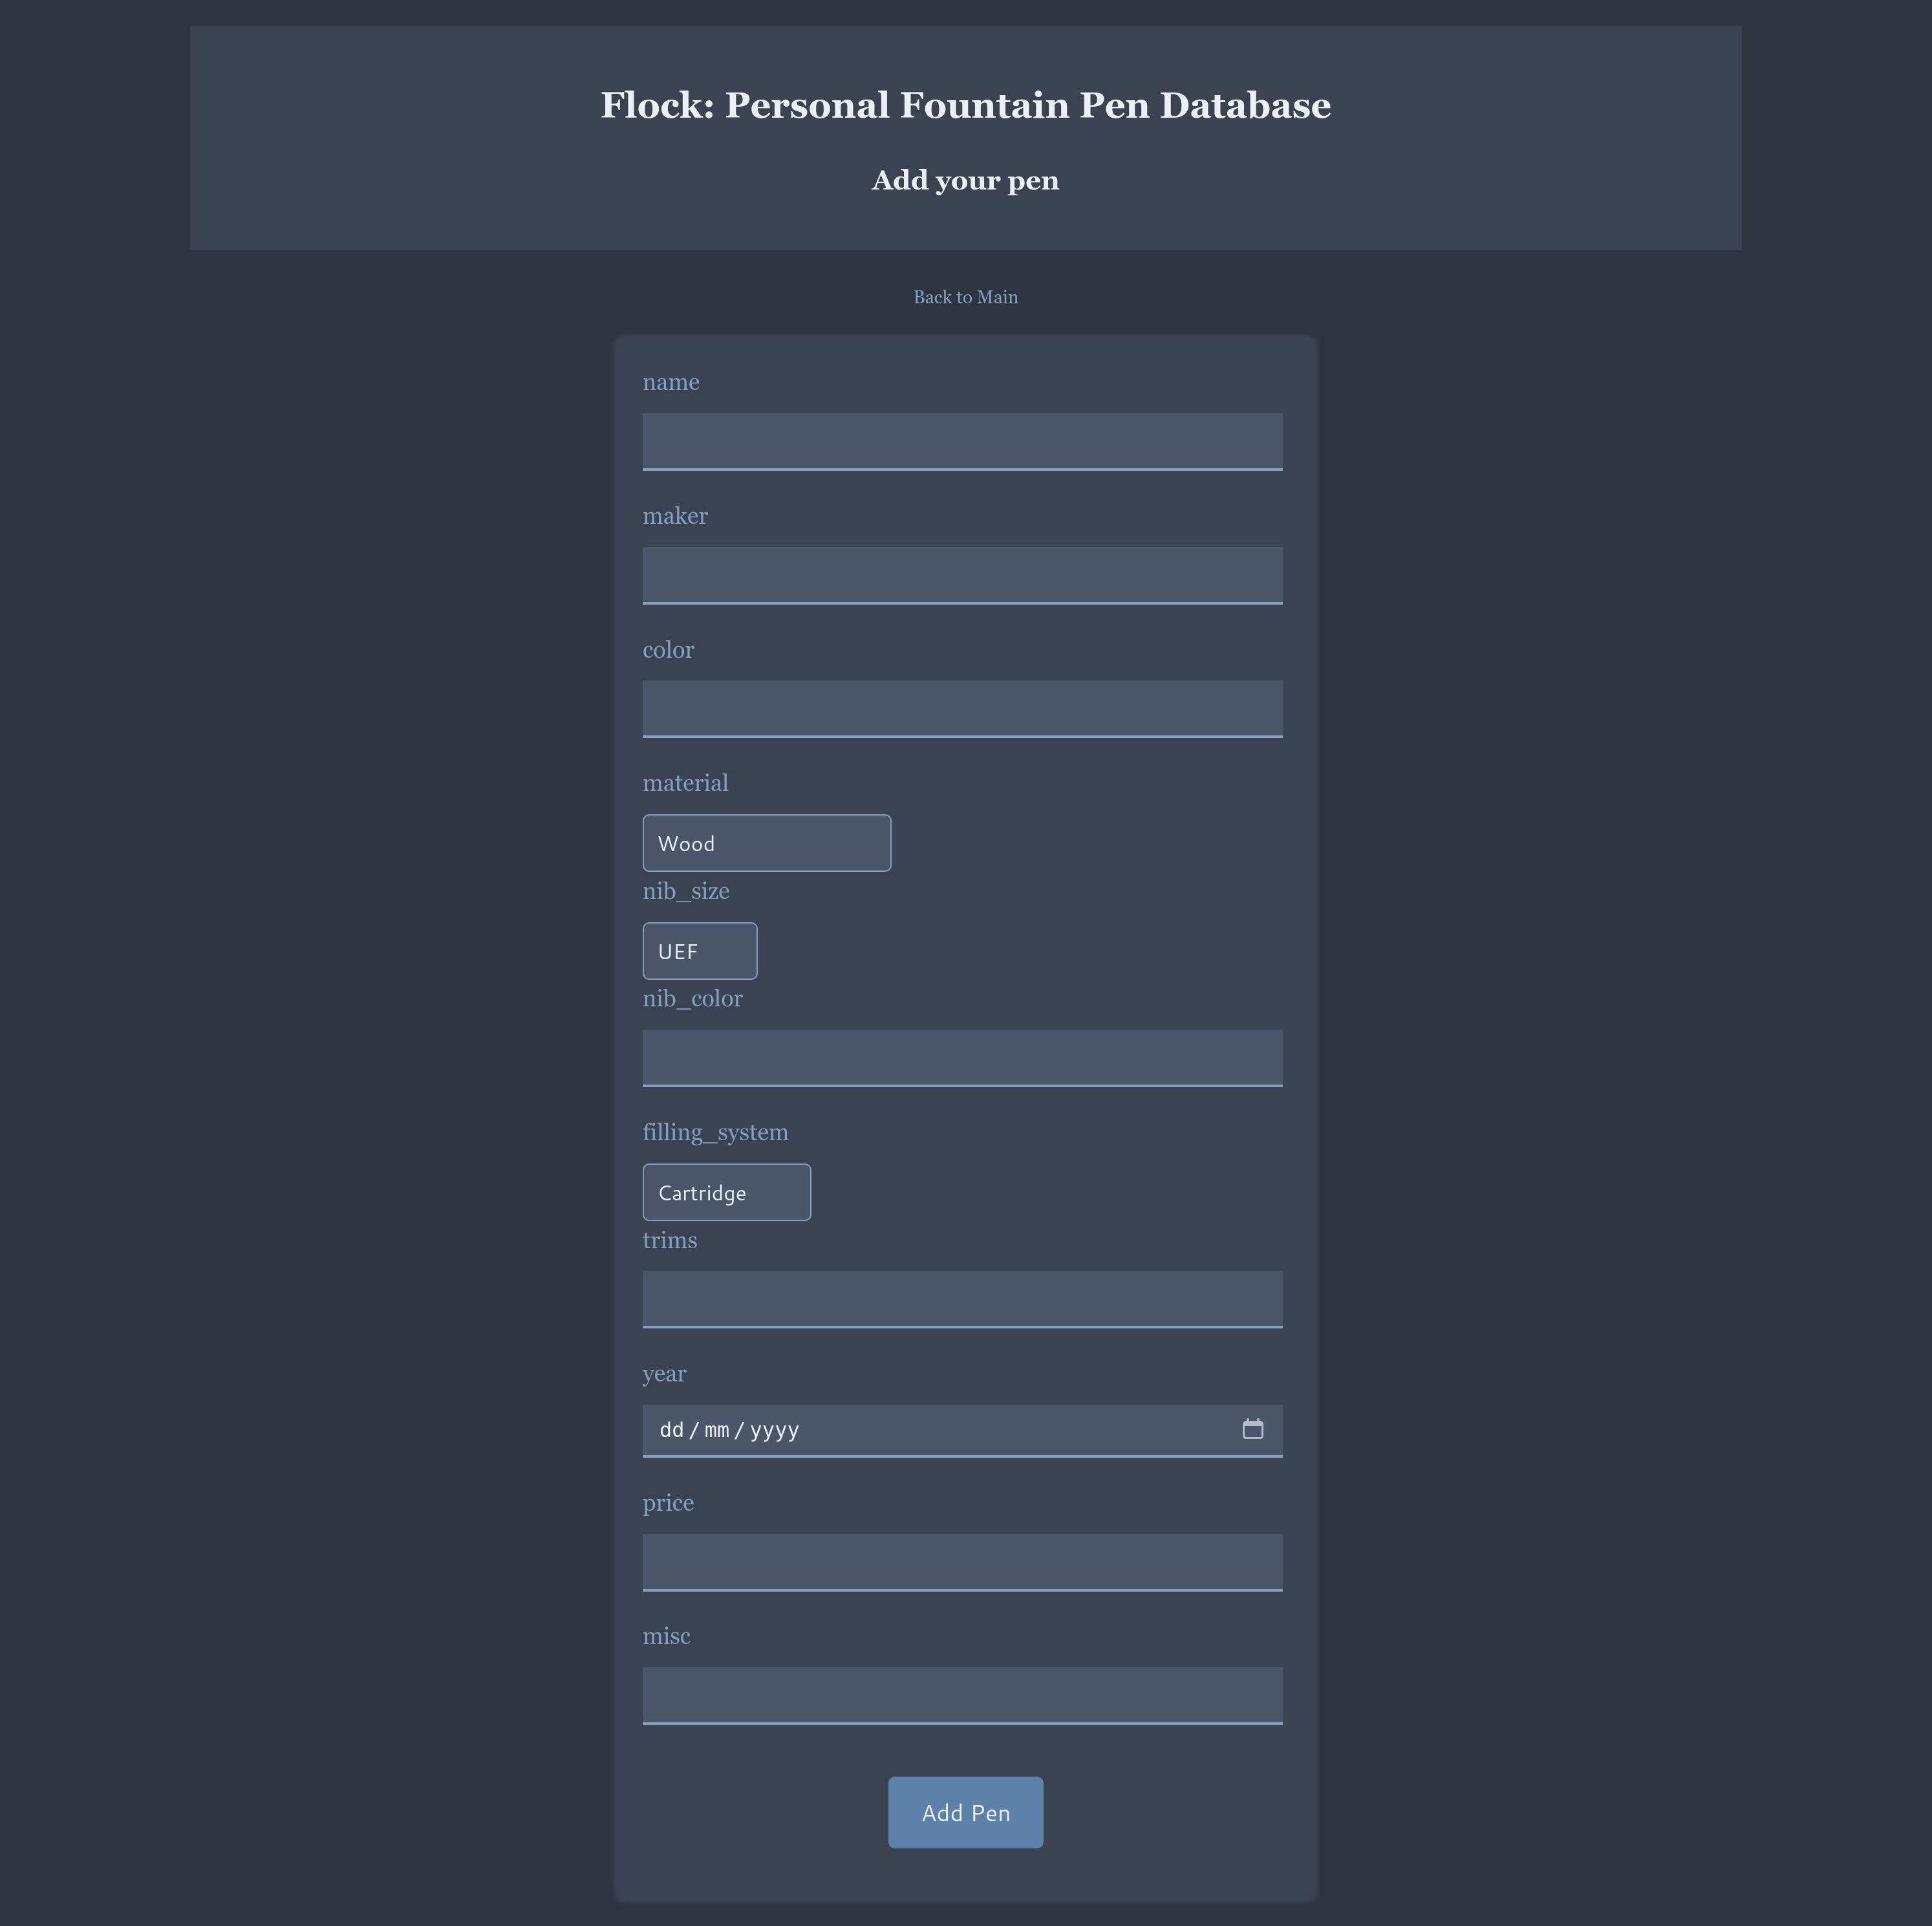 Flock: Personal Fountain Pen Database
Add your pen
Back to Main
name
maker
color
material
Wood
nib_size
UEF
nib_color
filling_system
Cartridge
trims
year
dd/mm/yyyy
price
misc
Add Pen